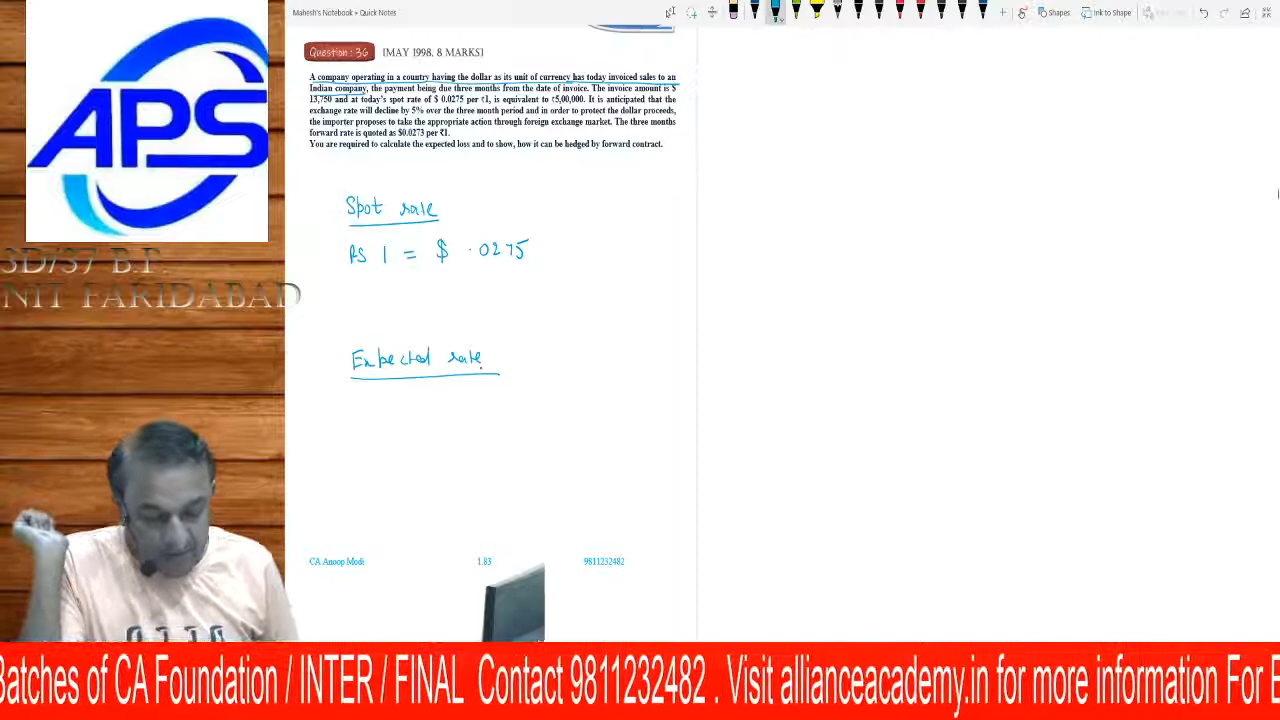 Mahesh's Notebook » Quick Notes
Shapes
Ink to Shape
APS
3D/37 B.P.
NIT FARIDABAD
Question : 36 [MAY 1998, 8 MARKS]
A company operating in a country having the dollar as its unit of currency has today invoiced sales to an
Indian company, the payment being due three months from the date of invoice. The invoice amount is $
13,750 and at today's spot rate of $ 0.0275 per ₹1, is equivalent to ₹5,00,000. It is anticipated that the
exchange rate will decline by 5% over the three month period and in order to protect the dollar proceeds,
the importer proposes to take the appropriate action through foreign exchange market. The three months
forward rate is quoted as $0.0273 per ₹1.
You are required to calculate the expected loss and to show, how it can be hedged by forward contract.
Spot rate
RS 1 = $ .0275
Expected rate
CA Anoop Modi 1.83 9811232482
Batches of CA Foundation / INTER / FINAL Contact 9811232482 . Visit allianceacademy.in for more information For